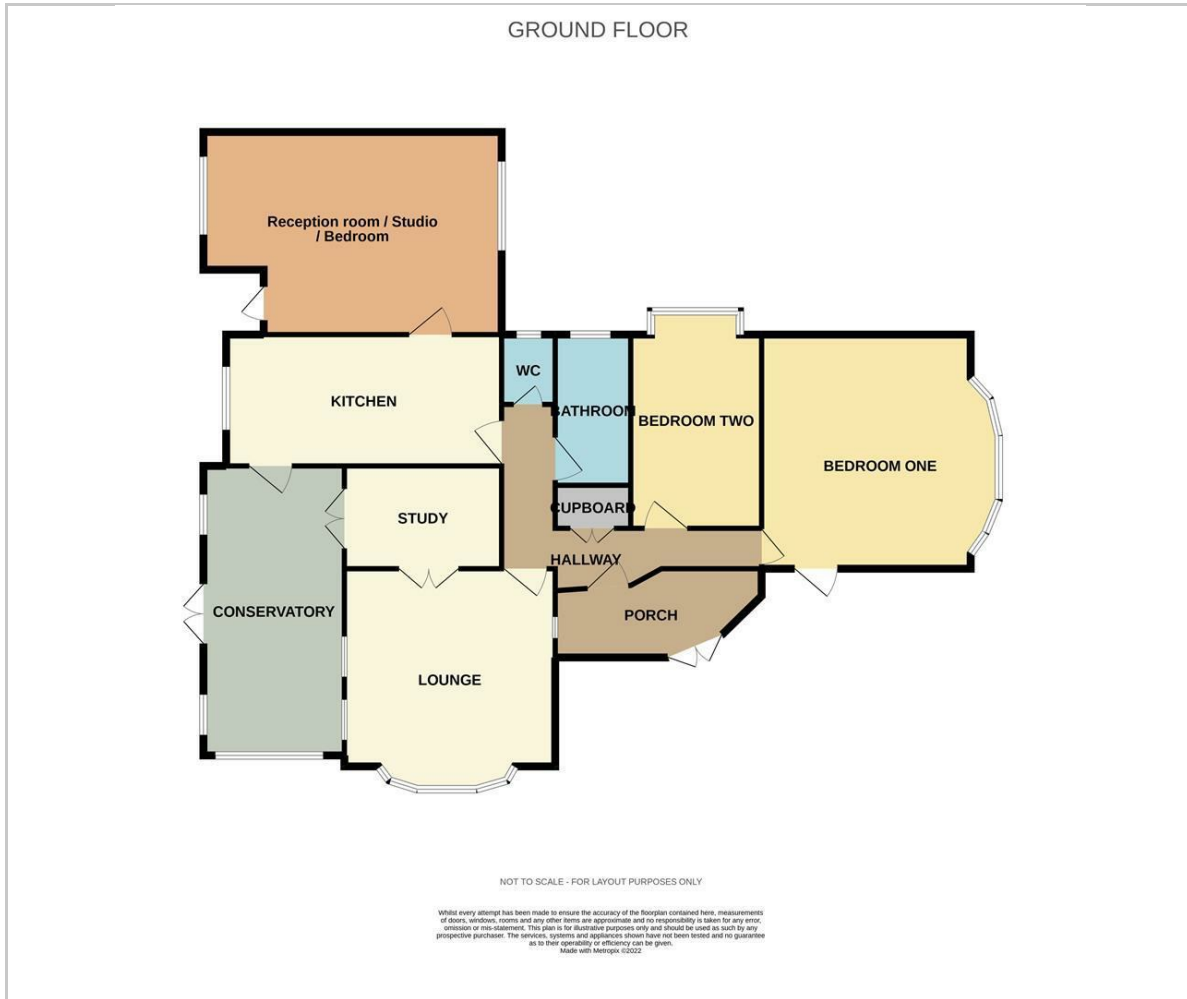 GROUND FLOOR
Reception room / Studio
/ Bedroom
WC
KITCHEN
BATHROOM
BEDROOM TWO
BEDROOM ONE
CUPBOARD
STUDY
HALLWAY
CONSERVATORY
PORCH
LOUNGE
NOT TO SCALE - FOR LAYOUT PURPOSES ONLY
Whilst every attempt has been made to ensure the accuracy of the floorplan contained here, measurements
of doors, windows, rooms and any other items are approximate and no responsibility is taken for any error,
omission or mis-statement. This plan is for illustrative purposes only and should be used as such by any
prospective purchaser. The services, systems and appliances shown have not been tested and no guarantee
as to their operability or efficiency can be given.
Made with Metropix ©2022